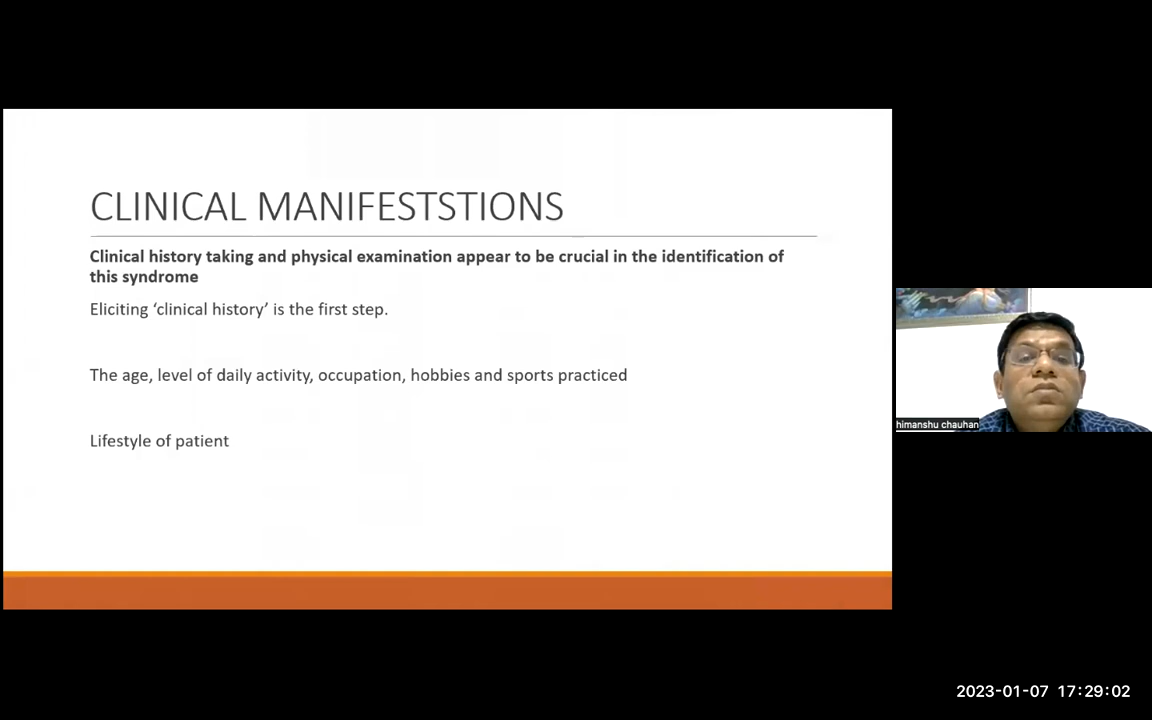 CLINICAL MANIFESTSTIONS
Clinical history taking and physical examination appear to be crucial in the identification of
this syndrome
Eliciting ‘clinical history’ is the first step.
The age, level of daily activity, occupation, hobbies and sports practiced
Lifestyle of patient
himanshu chauhan
2023-01-07 17:29:02